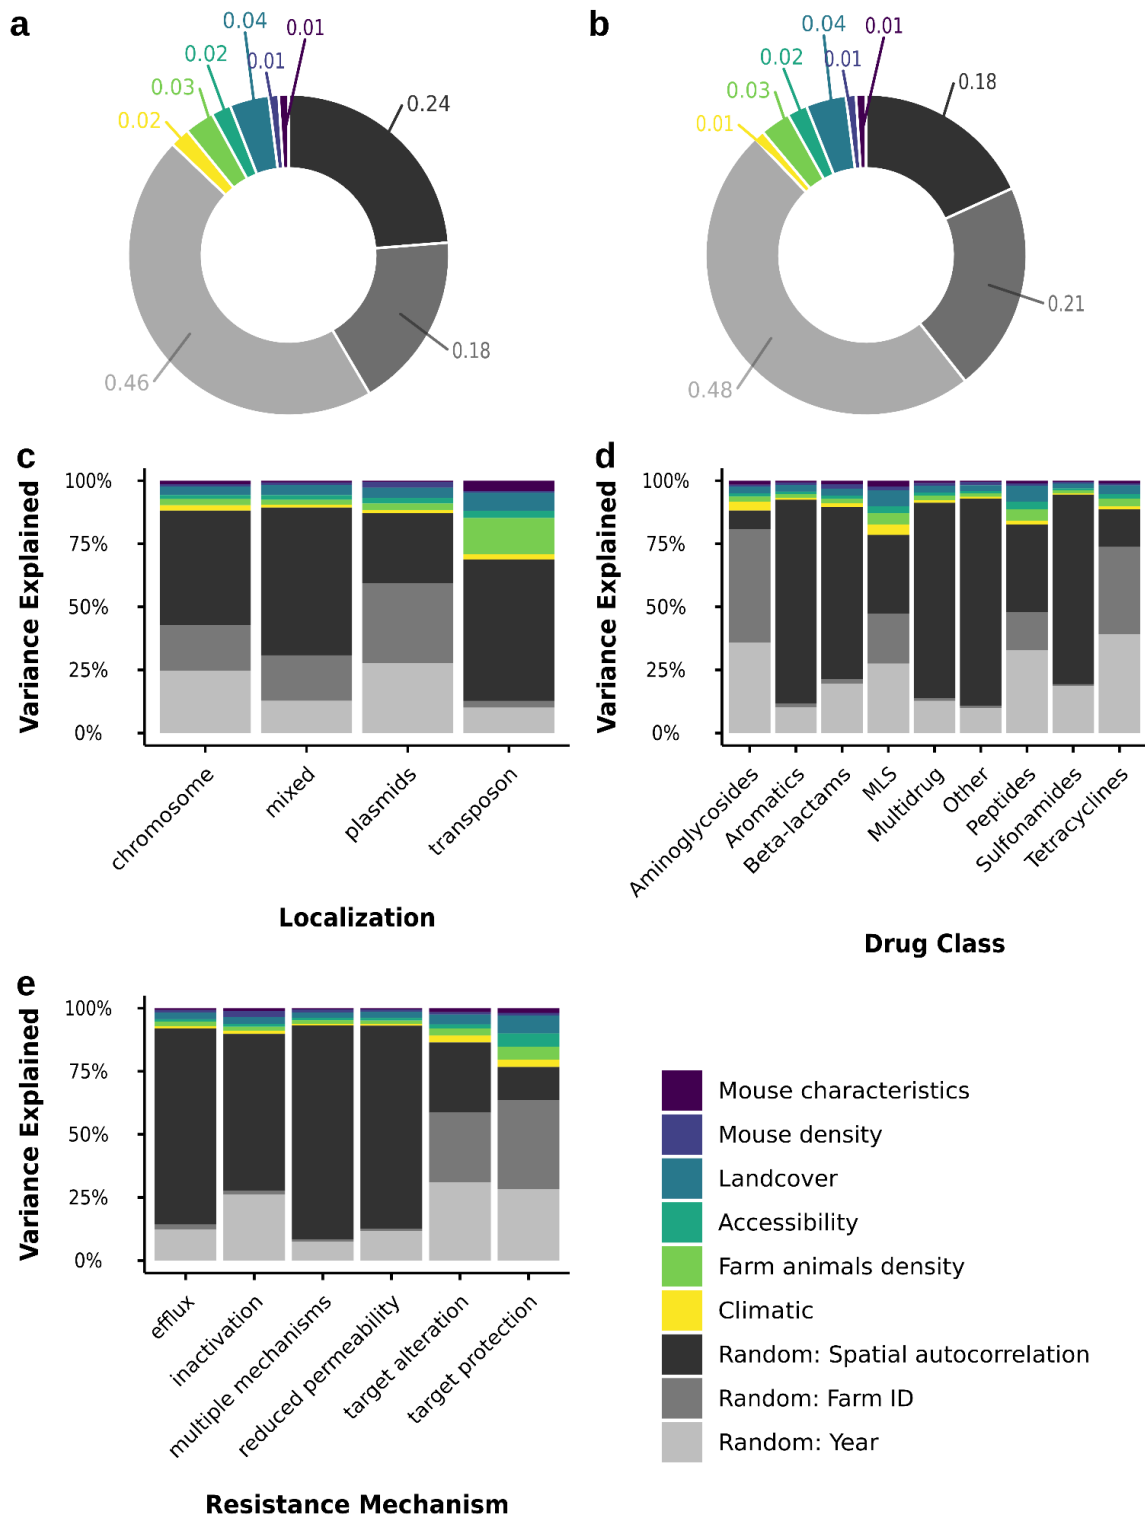 a
0.04
0.01
0.02
0.01
0.03
0.02
0.24
0.18
0.46
b
0.04
0.01
0.02
0.01
0.03
0.01
0.18
0.21
0.48
c
Variance Explained
100%
75%
50%
25%
0%
chromosome
mixed
plasmids
transposon
Localization
d
Variance Explained
100%
75%
50%
25%
0%
Aminoglycosides
Aromatics
Beta-lactams
MLS
Multidrug
Other
Peptides
Sulfonamides
Tetracyclines
Drug Class
e
Variance Explained
100%
75%
50%
25%
0%
efflux
inactivation
multiple mechanisms
reduced permeability
target alteration
target protection
Resistance Mechanism
Mouse characteristics
Mouse density
Landcover
Accessibility
Farm animals density
Climatic
Random: Spatial autocorrelation
Random: Farm ID
Random: Year